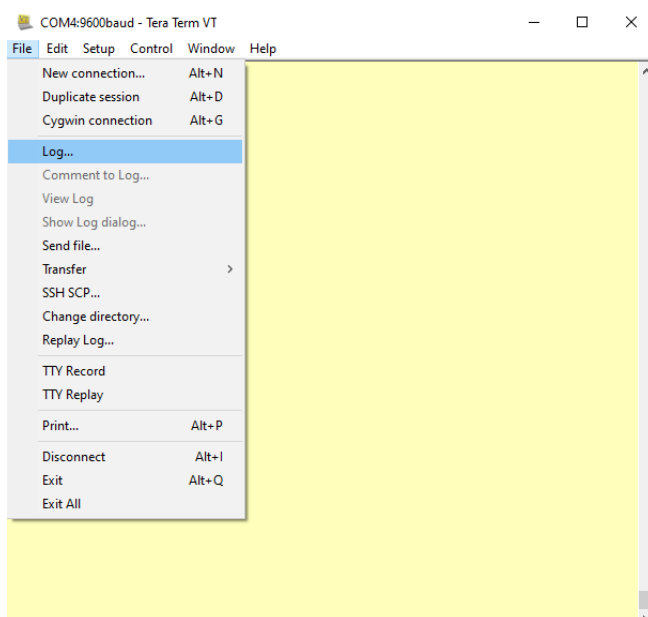 COM4:9600baud - Tera Term VT
File Edit Setup Control Window Help
New connection... Alt+N
Duplicate session Alt+D
Cygwin connection Alt+G
Log...
Comment to Log...
View Log
Show Log dialog...
Send file...
Transfer >
SSH SCP...
Change directory...
Replay Log...
TTY Record
TTY Replay
Print... Alt+P
Disconnect Alt+I
Exit Alt+Q
Exit All